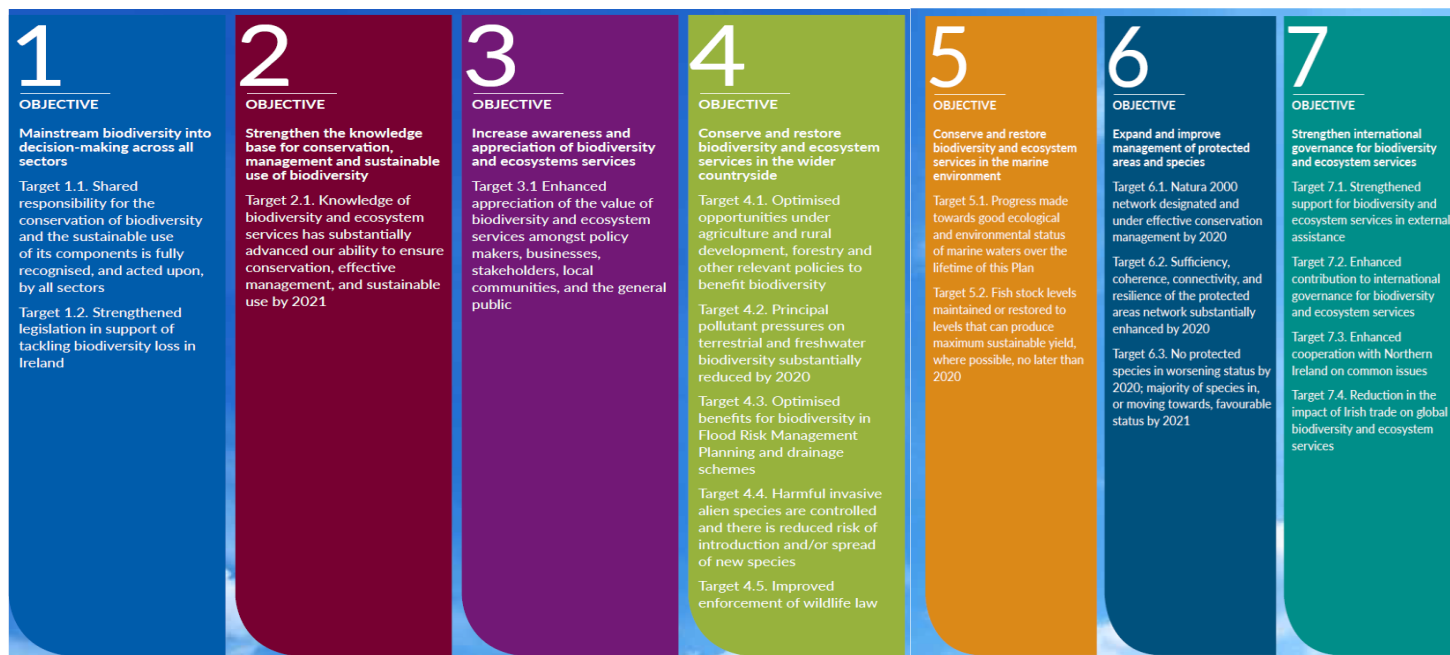 1
OBJECTIVE
Mainstream biodiversity into
decision-making across all
sectors
Target 1.1. Shared
responsibility for the
conservation of biodiversity
and the sustainable use
of its components is fully
recognised, and acted upon,
by all sectors
Target 1.2. Strengthened
legislation in support of
tackling biodiversity loss in
Ireland
2
OBJECTIVE
Strengthen the knowledge
base for conservation,
management and sustainable
use of biodiversity
Target 2.1. Knowledge of
biodiversity and ecosystem
services has substantially
advanced our ability to ensure
conservation, effective
management, and sustainable
use by 2021
3
OBJECTIVE
Increase awareness and
appreciation of biodiversity
and ecosystems services
Target 3.1 Enhanced
appreciation of the value of
biodiversity and ecosystem
services amongst policy
makers, businesses,
stakeholders, local
communities, and the general
public
4
OBJECTIVE
Conserve and restore
biodiversity and ecosystem
services in the wider
countryside
Target 4.1. Optimised
opportunities under
agriculture and rural
development, forestry and
other relevant policies to
benefit biodiversity
Target 4.2. Principal
pollutant pressures on
terrestrial and freshwater
biodiversity substantially
reduced by 2020
Target 4.3. Optimised
benefits for biodiversity in
Flood Risk Management
Planning and drainage
schemes
Target 4.4. Harmful invasive
alien species are controlled
and there is reduced risk of
introduction and/or spread
of new species
Target 4.5. Improved
enforcement of wildlife law
5
OBJECTIVE
Conserve and restore
biodiversity and ecosystem
services in the marine
environment
Target 5.1. Progress made
towards good ecological
and environmental status
of marine waters over the
lifetime of this Plan
Target 5.2. Fish stock levels
maintained or restored to
levels that can produce
maximum sustainable yield,
where possible, no later than
2020
6
OBJECTIVE
Expand and improve
management of protected
areas and species
Target 6.1. Natura 2000
network designated and
under effective conservation
management by 2020
Target 6.2. Sufficiency,
coherence, connectivity, and
resilience of the protected
areas network substantially
enhanced by 2020
Target 6.3. No protected
species in worsening status by
2020; majority of species in,
or moving towards, favourable
status by 2021
7
OBJECTIVE
Strengthen international
governance for biodiversity
and ecosystem services
Target 7.1. Strengthened
support for biodiversity and
ecosystem services in external
assistance
Target 7.2. Enhanced
contribution to international
governance for biodiversity
and ecosystem services
Target 7.3. Enhanced
cooperation with Northern
Ireland on common issues
Target 7.4. Reduction in the
impact of Irish trade on global
biodiversity and ecosystem
services